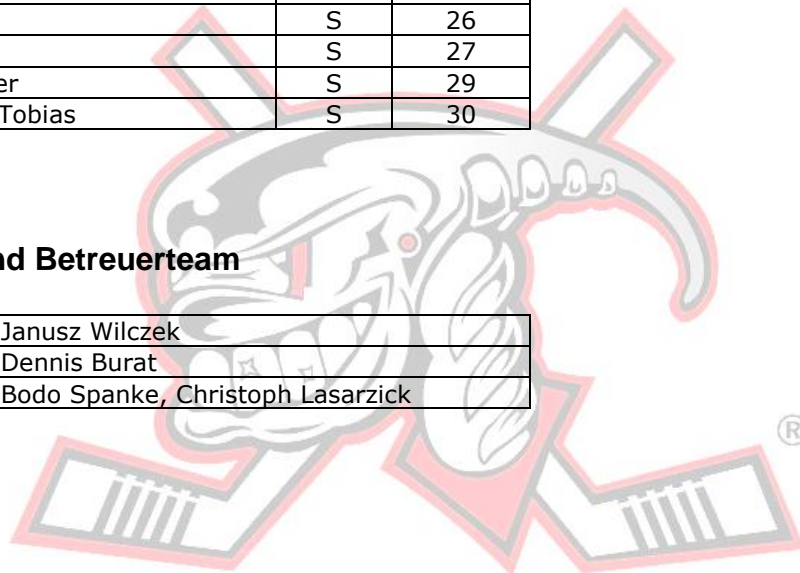 S 26
S 27
er S 29
Tobias S 30
nd Betreuerteam
Janusz Wilczek
Dennis Burat
Bodo Spanke, Christoph Lasarzick
®